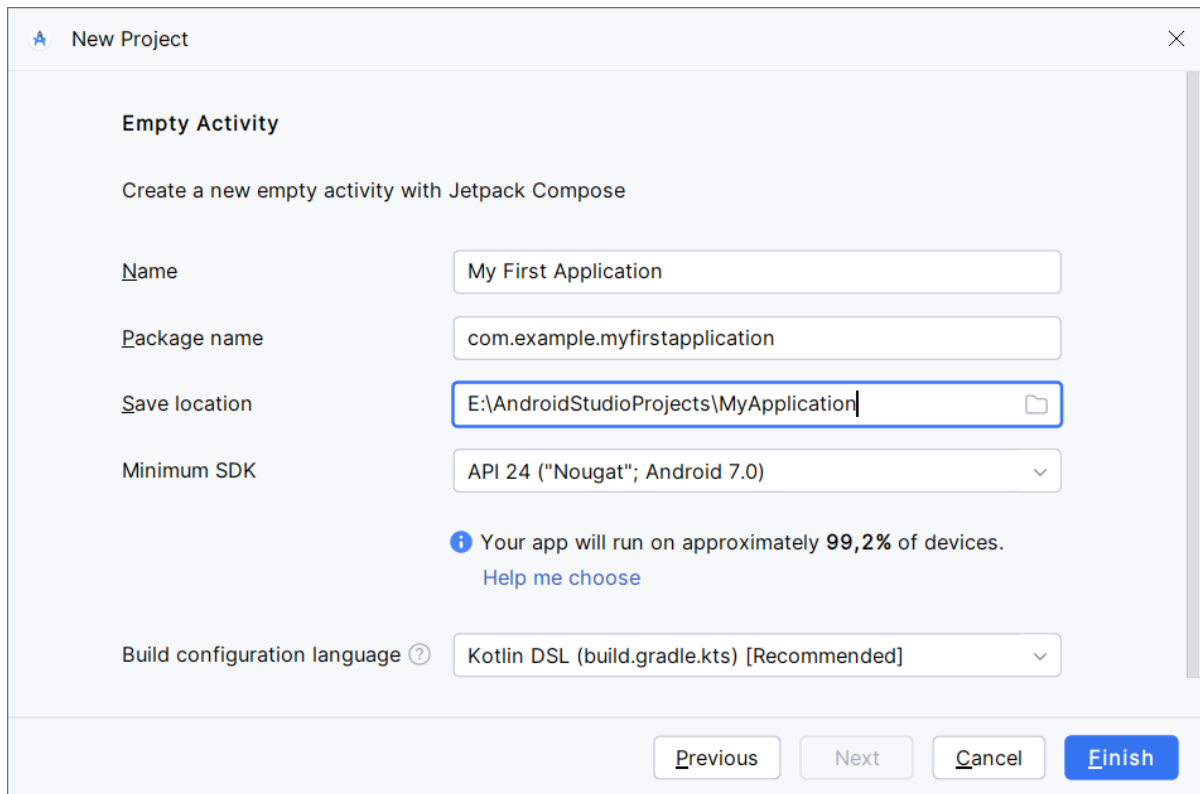 New Project
Empty Activity
Create a new empty activity with Jetpack Compose
Name My First Application
Package name com.example.myfirstapplication
Save location E:\AndroidStudioProjects\MyApplication
Minimum SDK API 24 ("Nougat"; Android 7.0)
Your app will run on approximately 99,2% of devices.
Help me choose
Build configuration language ? Kotlin DSL (build.gradle.kts) [Recommended]
Previous Next Cancel Finish